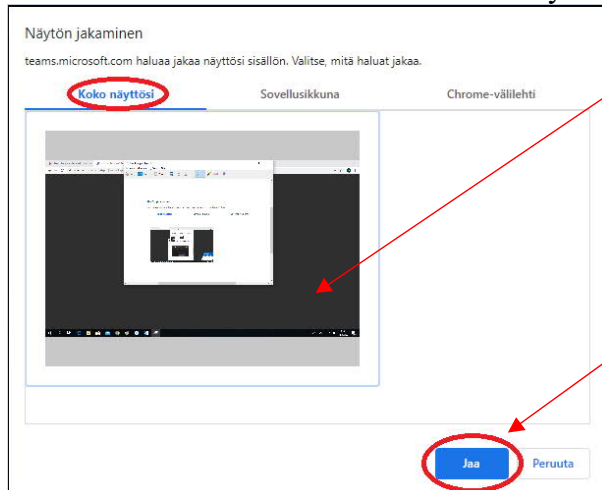 Näytön jakaminen
teams.microsoft.com haluaa jakaa näyttösi sisällön. Valitse, mitä haluat jakaa.
Koko näyttösi Sovellusikkuna Chrome-välilehti
Jaa Peruuta